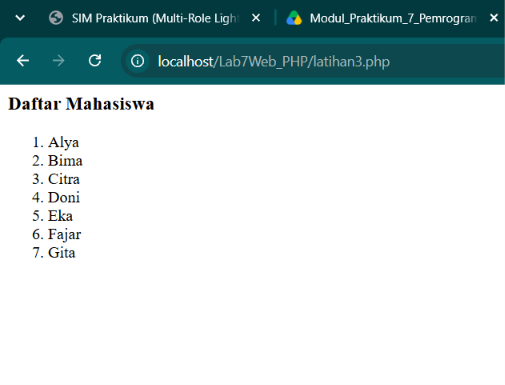 SIM Praktikum (Multi-Role Ligh
Modul_Praktikum_7_Pemrogran
localhost/Lab7Web_PHP/latihan3.php
Daftar Mahasiswa
1. Alya
2. Bima
3. Citra
4. Doni
5. Eka
6. Fajar
7. Gita